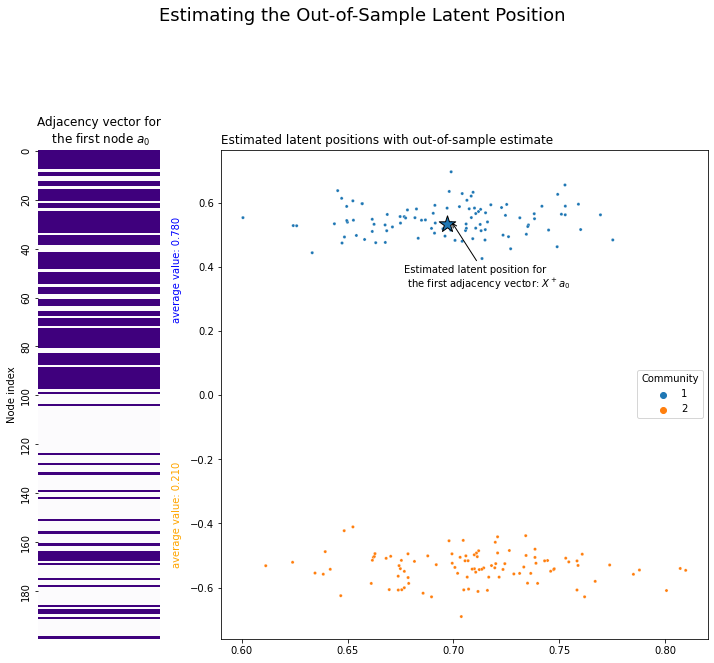 Estimating the Out-of-Sample Latent Position
Adjacency vector for
the first node a₀
Node index
0
20
40
60
80
100
120
140
160
180
average value: 0.780
average value: 0.210
Estimated latent positions with out-of-sample estimate
0.6
0.4
0.2
0.0
−0.2
−0.4
−0.6
Estimated latent position for
the first adjacency vector: X⁺a₀
Community
1
2
0.60
0.65
0.70
0.75
0.80